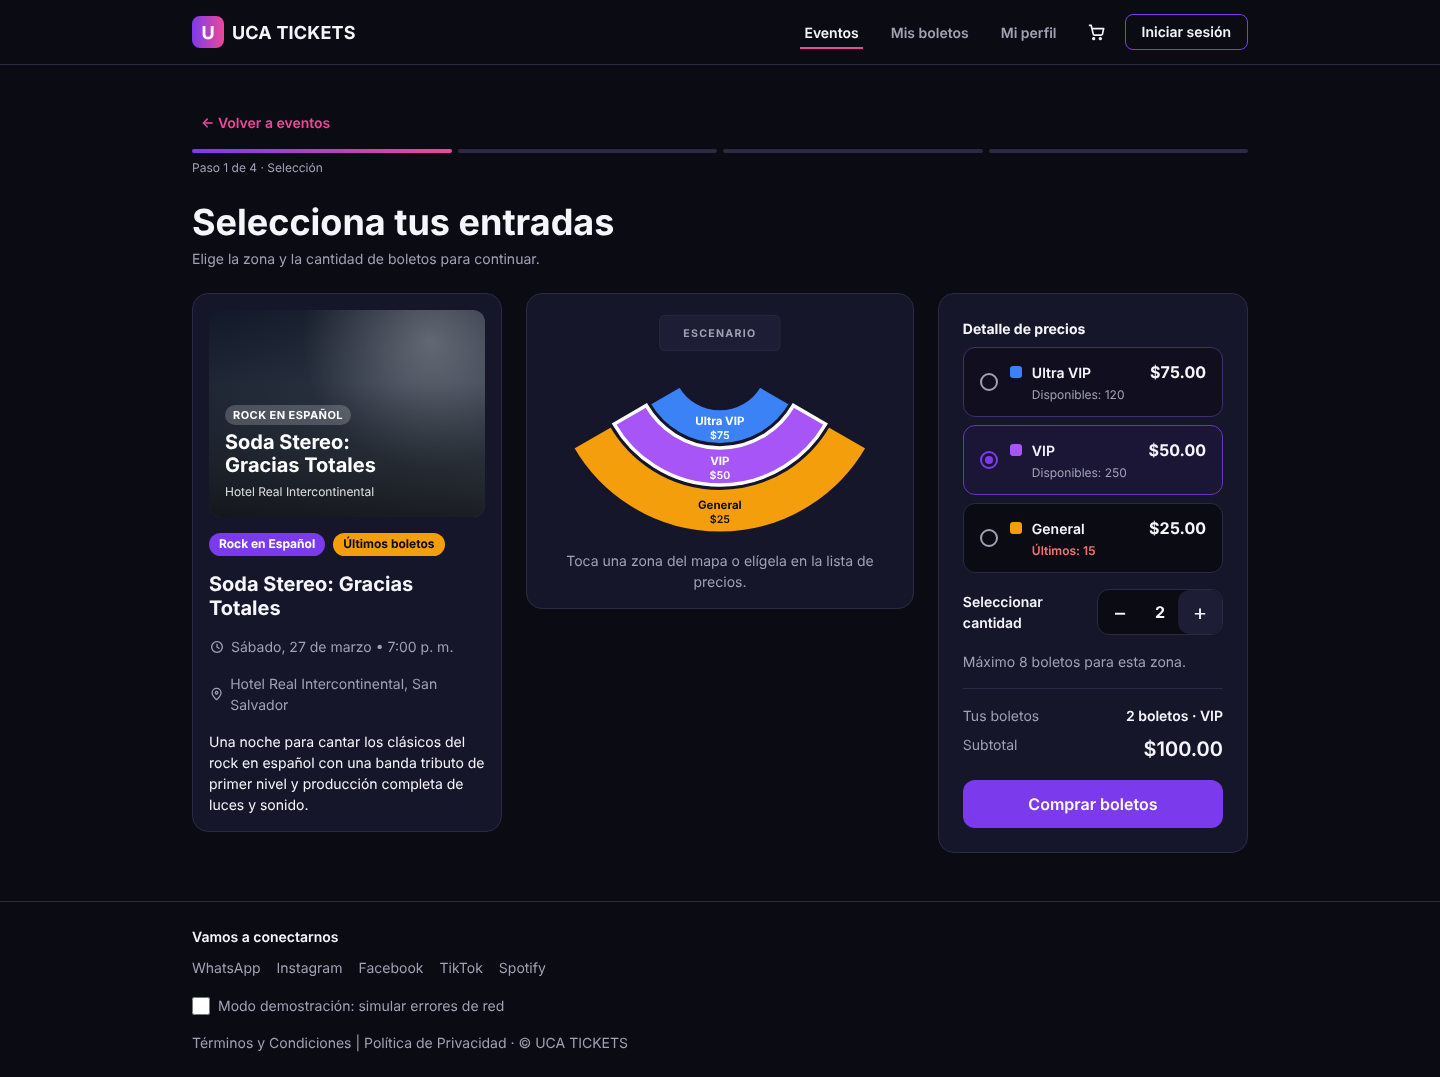 U UCA TICKETS
Eventos
Mis boletos
Mi perfil
Iniciar sesión
← Volver a eventos
Paso 1 de 4 · Selección
Selecciona tus entradas
Elige la zona y la cantidad de boletos para continuar.
ROCK EN ESPAÑOL
Soda Stereo:
Gracias Totales
Hotel Real Intercontinental
Rock en Español
Últimos boletos
Soda Stereo: Gracias
Totales
Sábado, 27 de marzo • 7:00 p. m.
Hotel Real Intercontinental, San
Salvador
Una noche para cantar los clásicos del
rock en español con una banda tributo de
primer nivel y producción completa de
luces y sonido.
ESCENARIO
Ultra VIP
$75
VIP
$50
General
$25
Toca una zona del mapa o elígela en la lista de
precios.
Detalle de precios
Ultra VIP $75.00
Disponibles: 120
VIP $50.00
Disponibles: 250
General $25.00
Últimos: 15
Seleccionar
cantidad
− 2 +
Máximo 8 boletos para esta zona.
Tus boletos 2 boletos · VIP
Subtotal $100.00
Comprar boletos
Vamos a conectarnos
WhatsApp Instagram Facebook TikTok Spotify
Modo demostración: simular errores de red
Términos y Condiciones | Política de Privacidad · © UCA TICKETS